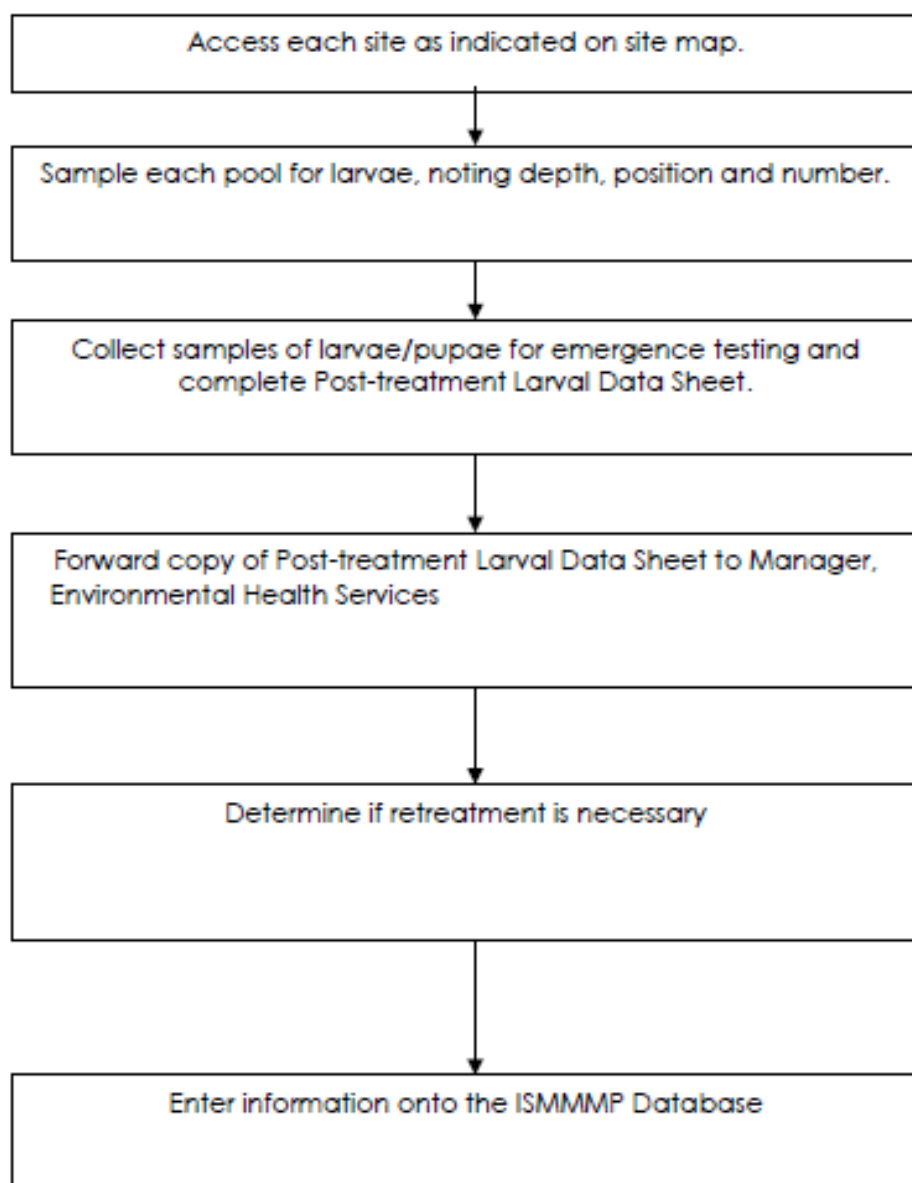 Access each site as indicated on site map.
Sample each pool for larvae, noting depth, position and number.
Collect samples of larvae/pupae for emergence testing and
complete Post-treatment Larval Data Sheet.
Forward copy of Post-treatment Larval Data Sheet to Manager,
Environmental Health Services
Determine if retreatment is necessary
Enter information onto the ISMMMP Database